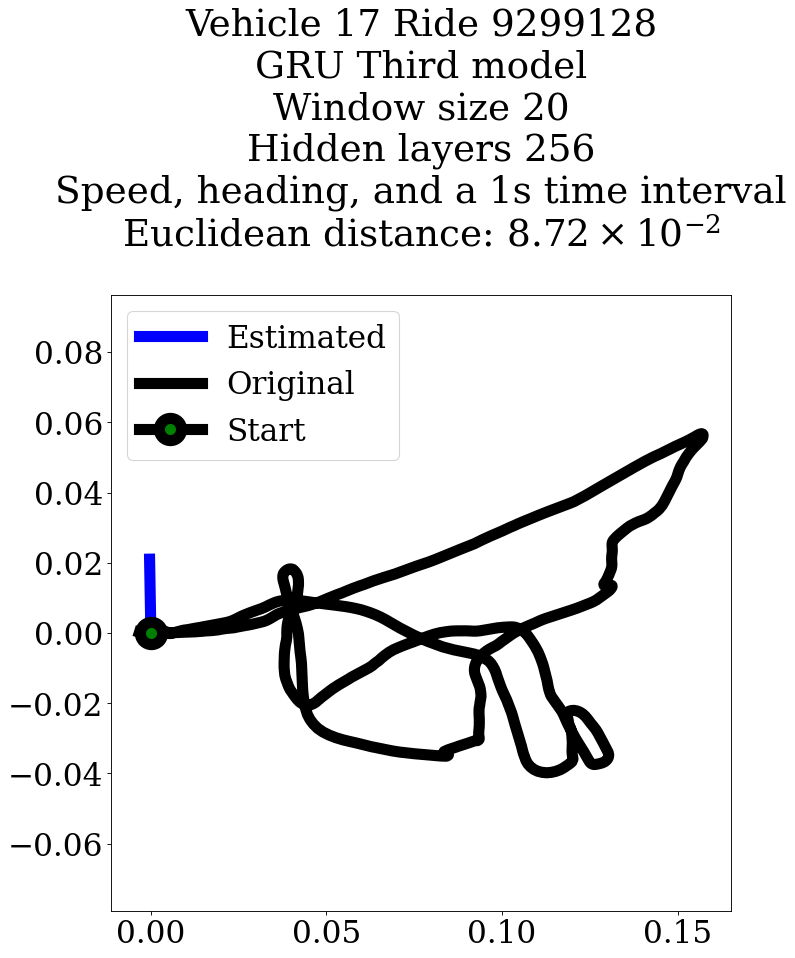 Vehicle 17 Ride 9299128
GRU Third model
Window size 20
Hidden layers 256
Speed, heading, and a 1s time interval
Euclidean distance: 8.72 × 10⁻²
Estimated
Original
Start
0.08
0.06
0.04
0.02
0.00
−0.02
−0.04
−0.06
0.00 0.05 0.10 0.15